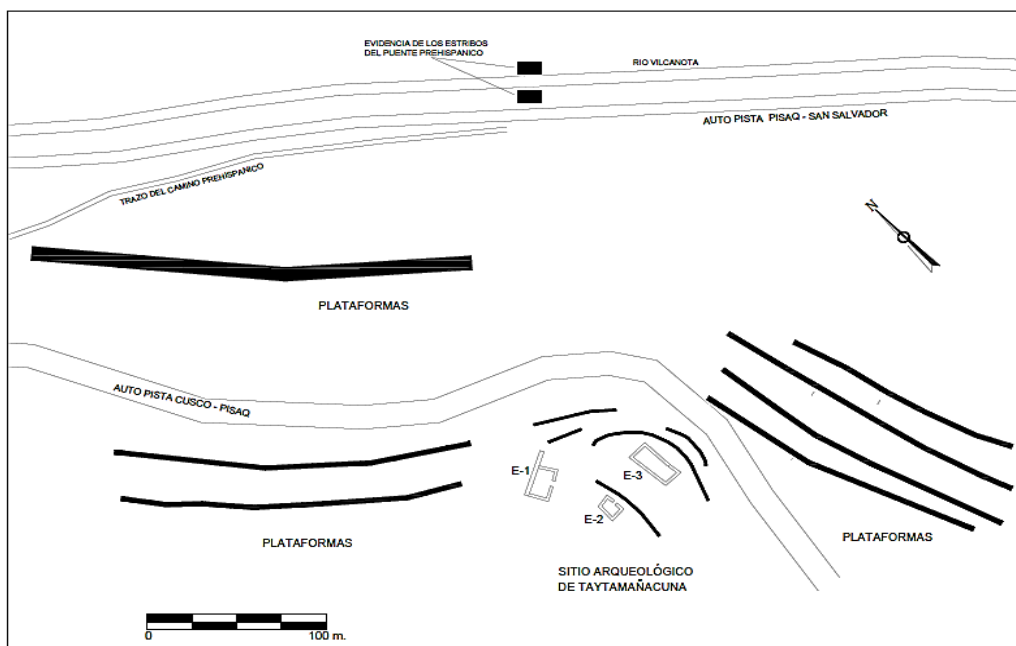 EVIDENCIA DE LOS ESTRIBOS
DEL PUENTE PREHISPANICO
RIO VILCANOTA
AUTO PISTA PISAQ - SAN SALVADOR
TRAZO DEL CAMINO PREHISPANICO
N
PLATAFORMAS
AUTO PISTA CUSCO - PISAQ
E-1
E-3
E-2
PLATAFORMAS
PLATAFORMAS
SITIO ARQUEOLÓGICO
DE TAYTAMAÑACUNA
0 100 m.